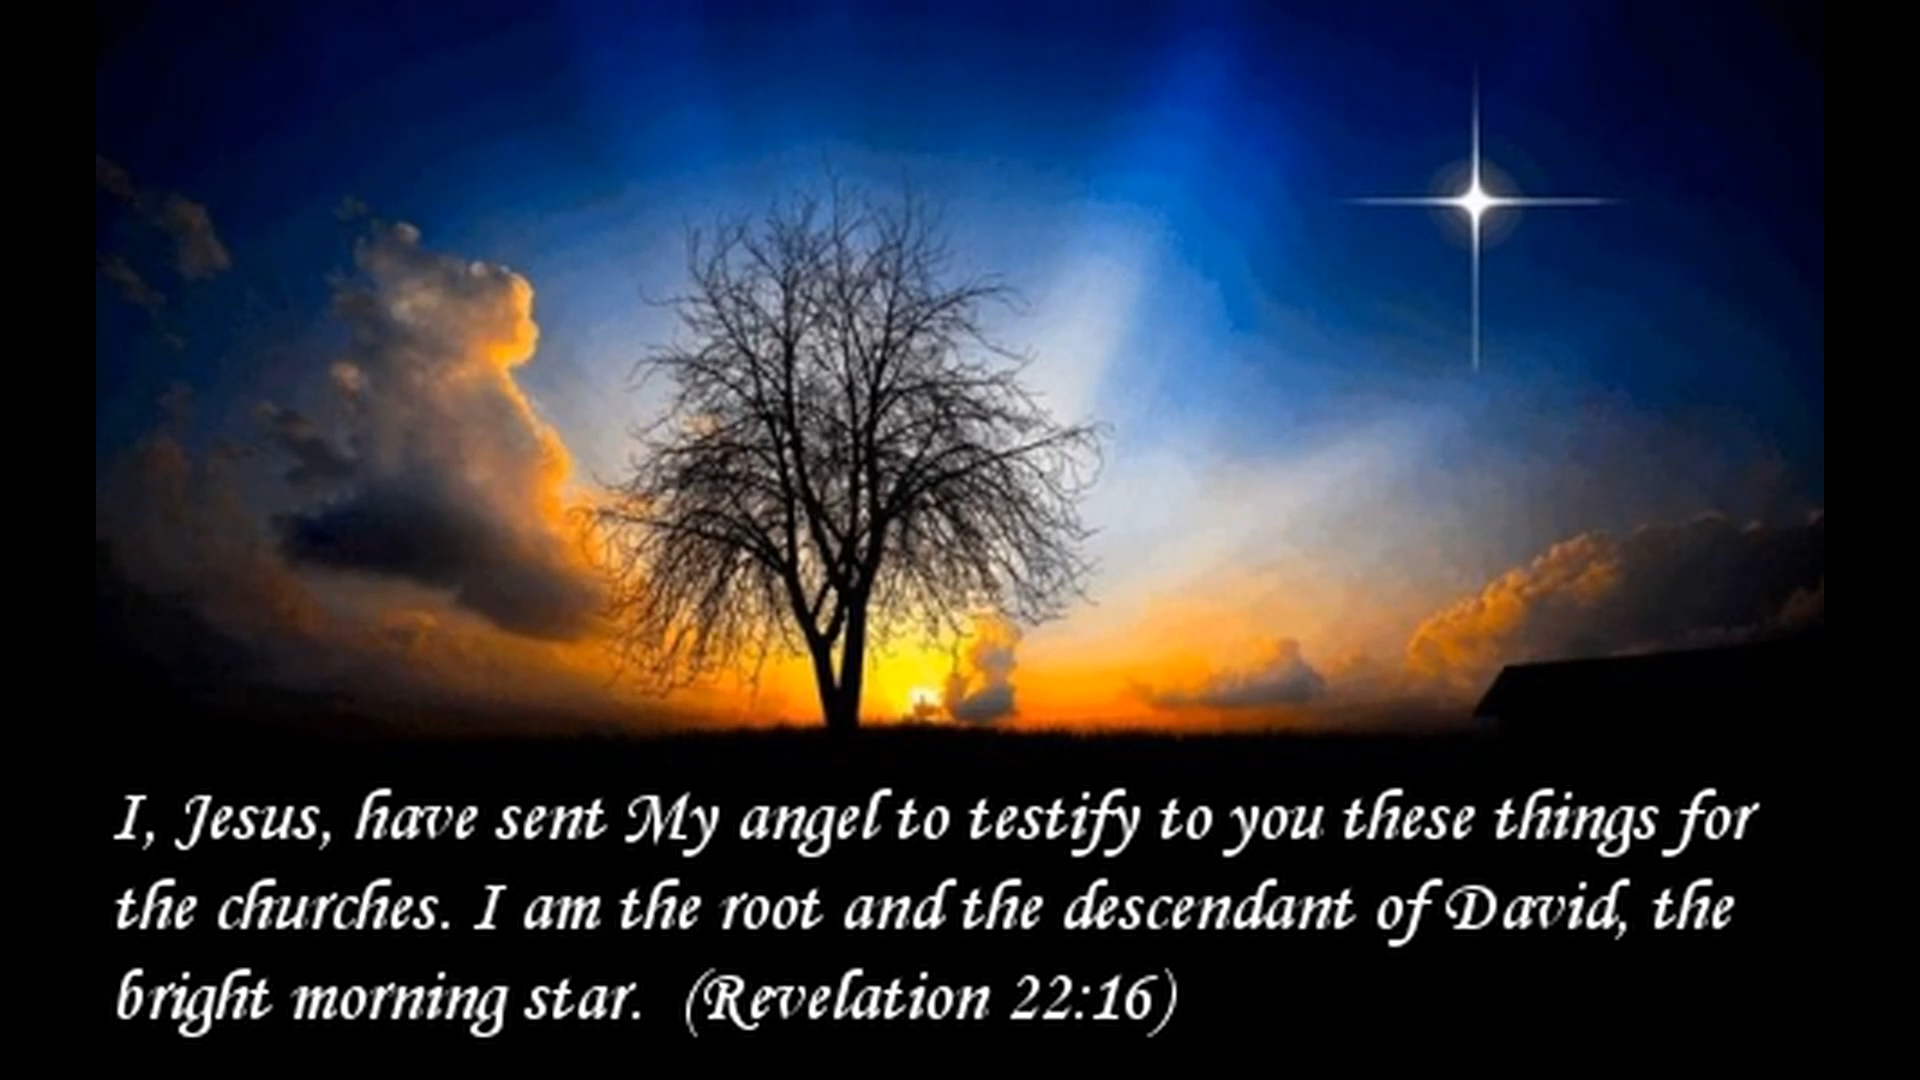 I, Jesus, have sent My angel to testify to you these things for
the churches. I am the root and the descendant of David, the
bright morning star. (Revelation 22:16)